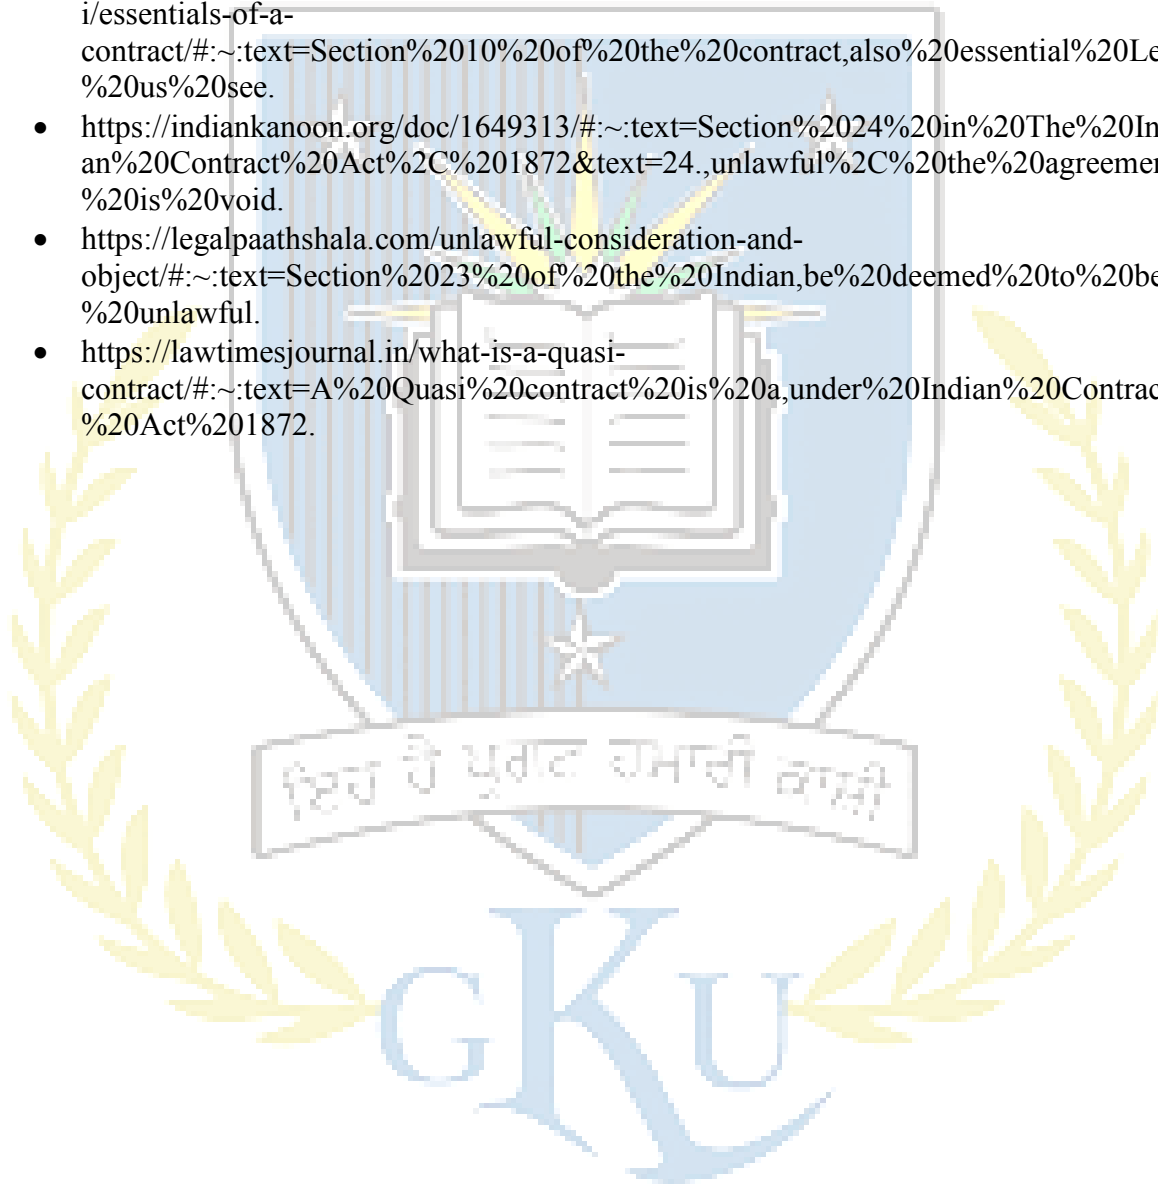 i/essentials-of-a-
contract/#:~:text=Section%2010%20of%20the%20contract,also%20essential%20Le
%20us%20see.
• https://indiankanoon.org/doc/1649313/#:~:text=Section%2024%20in%20The%20In
an%20Contract%20Act%2C%201872&text=24.,unlawful%2C%20the%20agreemen
%20is%20void.
• https://legalpaathshala.com/unlawful-consideration-and-
object/#:~:text=Section%2023%20of%20the%20Indian,be%20deemed%20to%20be
%20unlawful.
• https://lawtimesjournal.in/what-is-a-quasi-
contract/#:~:text=A%20Quasi%20contract%20is%20a,under%20Indian%20Contrac
%20Act%201872.
ਇਹ ਹੈ ਪ੍ਰਗਟ ਹਮਾਰੀ ਕਾਸੀ
GKU